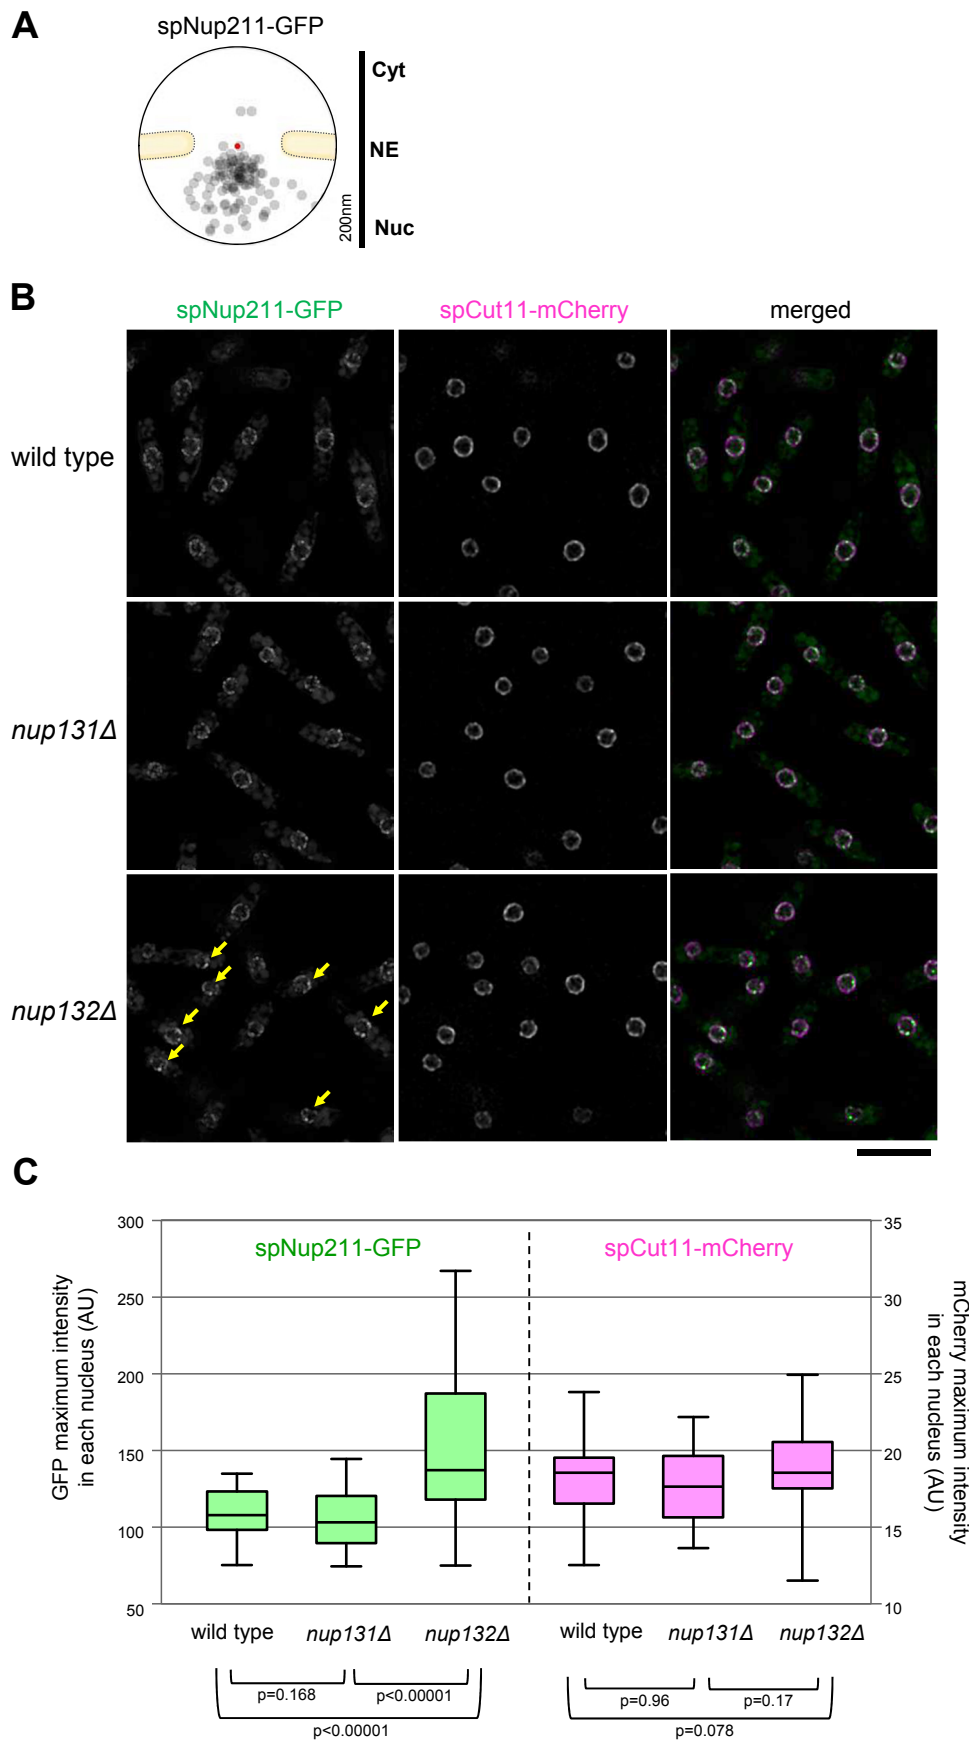 A
spNup211-GFP
Cyt
NE
Nuc
200nm
B
spNup211-GFP
spCut11-mCherry
merged
wild type
nup131Δ
nup132Δ
C
300
250
200
150
100
50
GFP maximum intensity
in each nucleus (AU)
spNup211-GFP
spCut11-mCherry
35
30
25
20
15
10
mCherry maximum intensity
in each nucleus (AU)
wild type
nup131Δ
nup132Δ
wild type
nup131Δ
nup132Δ
p=0.168
p<0.00001
p<0.00001
p=0.96
p=0.17
p=0.078